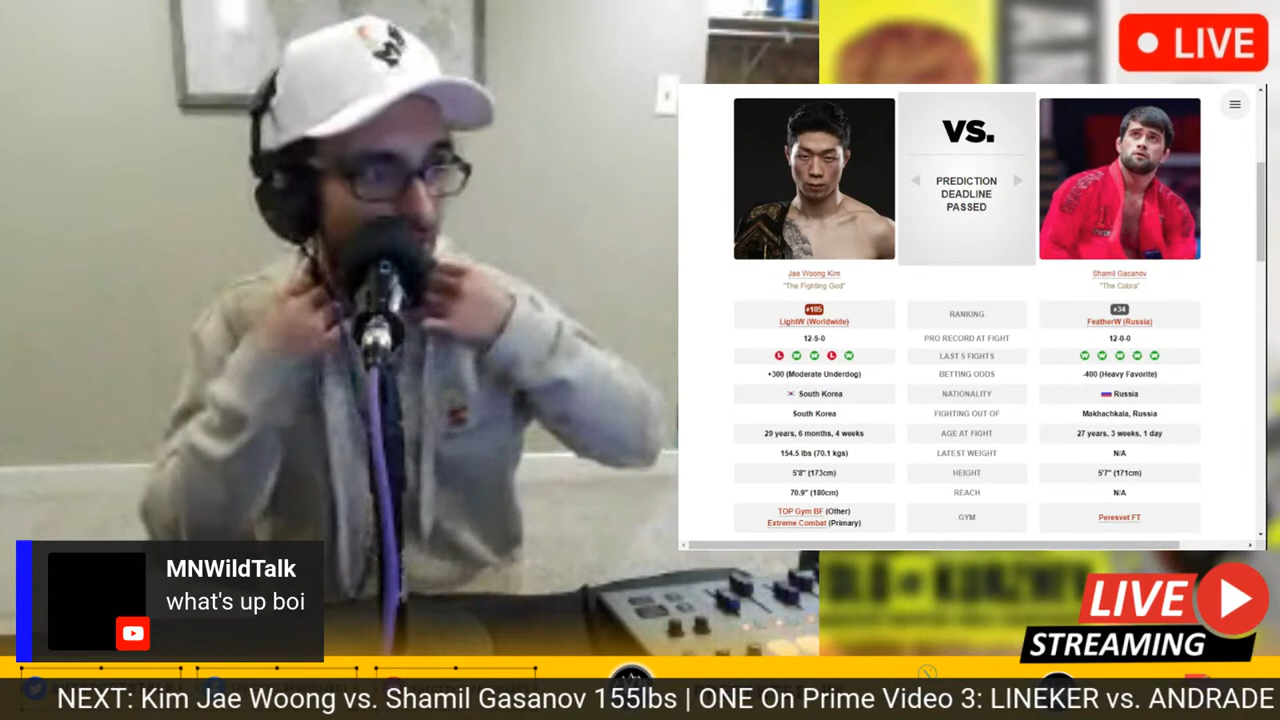 LIVE
VS.
PREDICTION
DEADLINE
PASSED
Jae Woong Kim
"The Fighting God"
Shamil Gasanov
"The Cobra"
#105
LightW (Worldwide)
RANKING
#34
FeatherW (Russia)
12-5-0
PRO RECORD AT FIGHT
12-0-0
L W W L W
LAST 5 FIGHTS
W W W W W
+300 (Moderate Underdog)
BETTING ODDS
-400 (Heavy Favorite)
South Korea
NATIONALITY
Russia
South Korea
FIGHTING OUT OF
Makhachkala, Russia
29 years, 6 months, 4 weeks
AGE AT FIGHT
27 years, 3 weeks, 1 day
154.5 lbs (70.1 kgs)
LATEST WEIGHT
N/A
5'8" (173cm)
HEIGHT
5'7" (171cm)
70.9" (180cm)
REACH
N/A
TOP Gym BF (Other)
Extreme Combat (Primary)
GYM
Peresvet FT
MNWildTalk
what's up boi
LIVE
STREAMING
NEXT: Kim Jae Woong vs. Shamil Gasanov 155lbs | ONE On Prime Video 3: LINEKER vs. ANDRADE